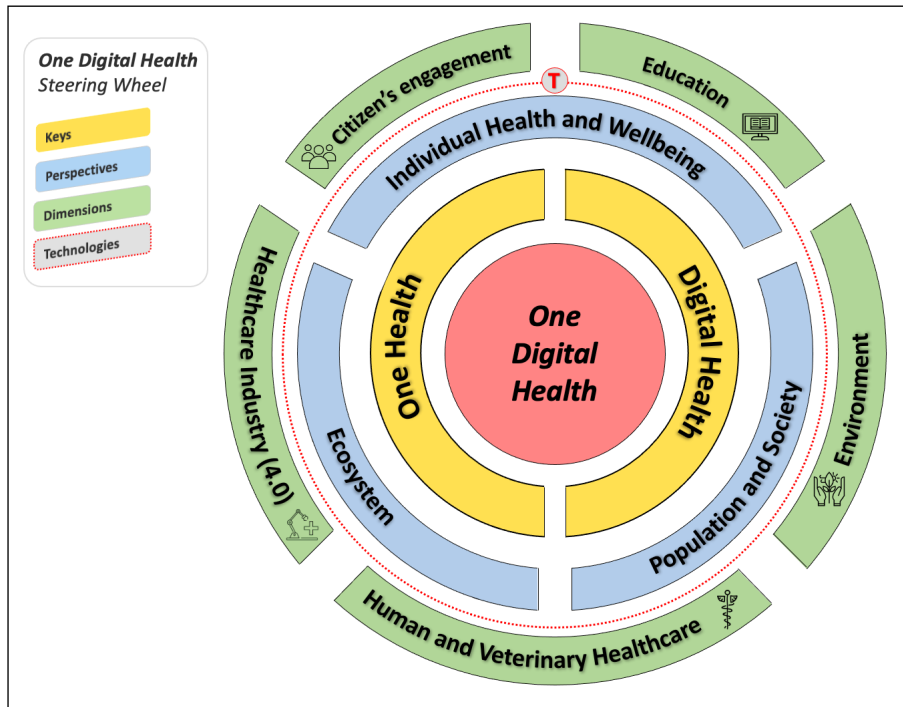 One Digital Health
Steering Wheel
Keys
Perspectives
Dimensions
Technologies
T
Citizen's engagement
Education
Individual Health and Wellbeing
One Health
Digital Health
One
Digital
Health
Healthcare Industry (4.0)
Ecosystem
Population and Society
Environment
Human and Veterinary Healthcare